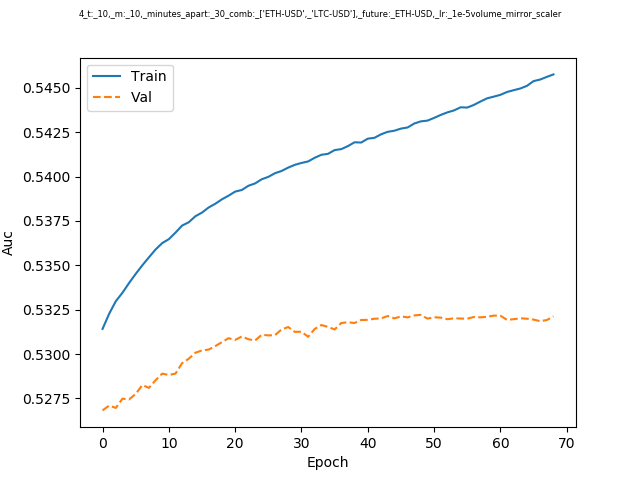 4_t:_10,_m:_10,_minutes_apart:_30_comb:_['ETH-USD',_'LTC-USD'],_future:_ETH-USD,_lr:_1e-5volume_mirror_scaler
Train
Val
0.5450
0.5425
0.5400
0.5375
0.5350
0.5325
0.5300
0.5275
Auc
0 10 20 30 40 50 60 70
Epoch